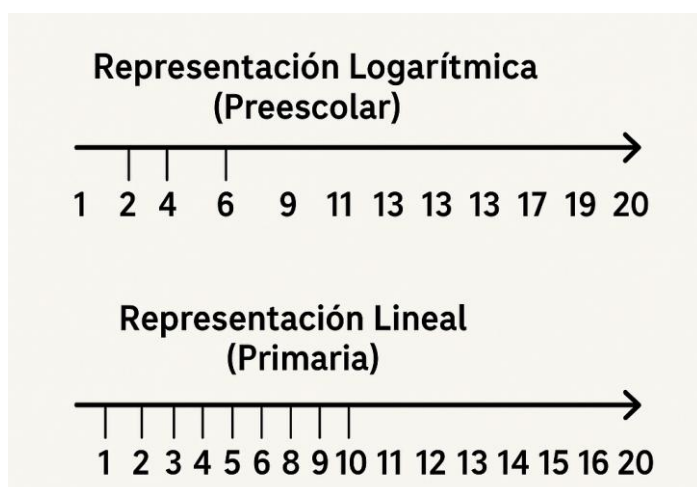 Representación Logarítmica
(Preescolar)
1 2 4 6 9 11 13 13 13 17 19 20
Representación Lineal
(Primaria)
1 2 3 4 5 6 8 9 10 11 12 13 14 15 16 20